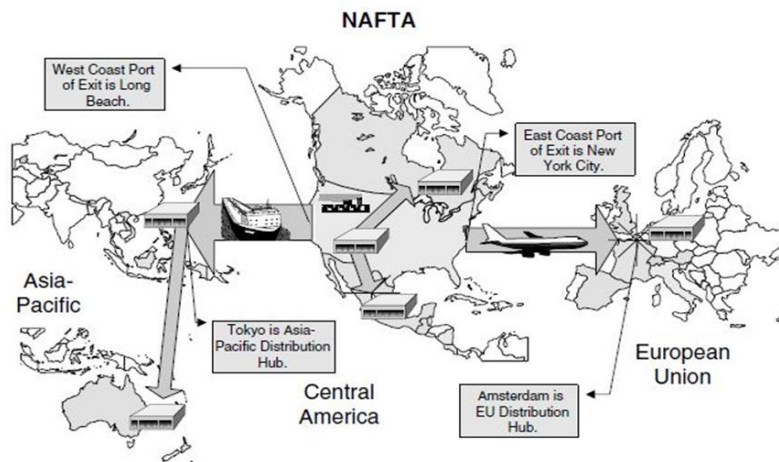 NAFTA
West Coast Port
of Exit is Long
Beach.
East Coast Port
of Exit is New
York City.
Asia-
Pacific
Tokyo is Asia-
Pacific Distribution
Hub.
Central
America
European
Union
Amsterdam is
EU Distribution
Hub.